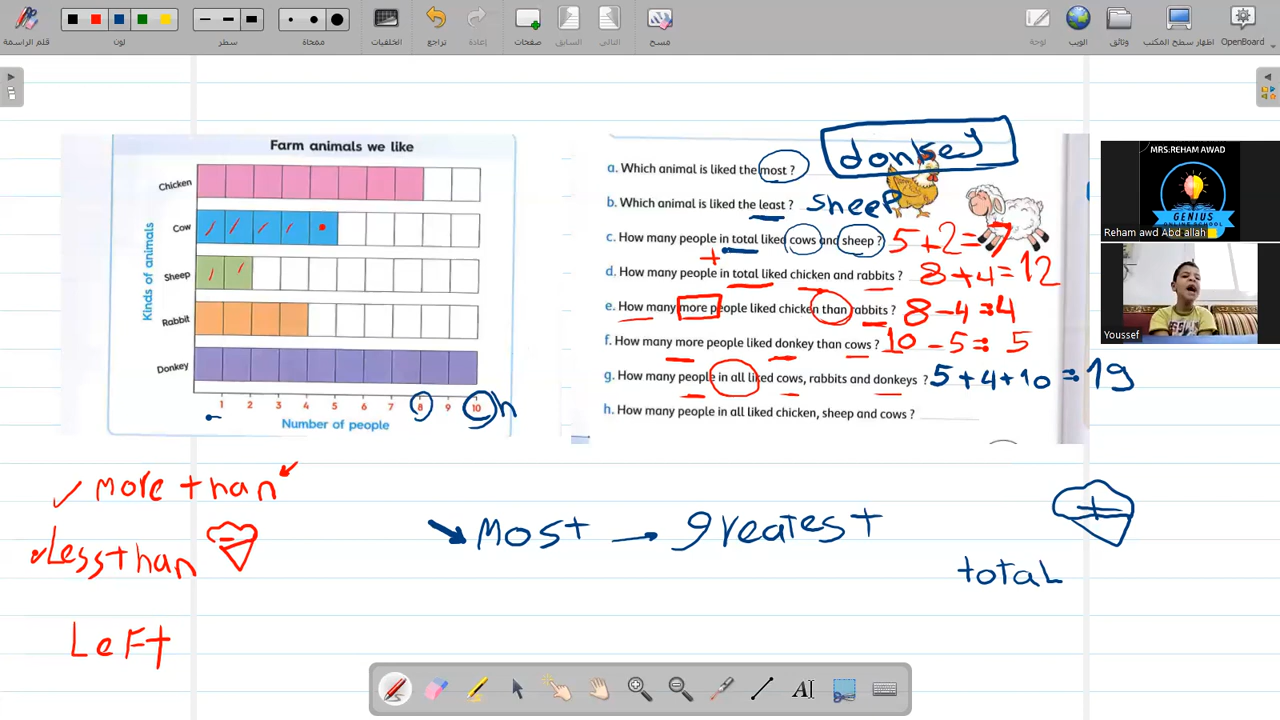 قلم الراسمة
لون
سطر
ممحاة
الخلفيات
تراجع
إعادة
صفحات
السابق
التالي
مسح
لوحة
الويب
وثائق
اظهار سطح المكتب
OpenBoard
Farm animals we like
Kinds of animals
Chicken
Cow
Sheep
Rabbit
Donkey
1 2 3 4 5 6 7 8 9 10 h
Number of people
donkey
a. Which animal is liked the most ?
b. Which animal is liked the least ? sheep
c. How many people in total liked cows and sheep ? 5+2=7
+
d. How many people in total liked chicken and rabbits ? 8+4=12
e. How many more people liked chicken than rabbits ? 8-4=4
f. How many more people liked donkey than cows ? 10-5=5
g. How many people in all liked cows, rabbits and donkeys ? 5+4+10=19
h. How many people in all liked chicken, sheep and cows ?
MRS.REHAM AWAD
GENIUS
ONLINE SCHOOL
Reham awd Abd allah
Youssef
✓ more than
Less than -
Left
Most → greatest
+
total
AI